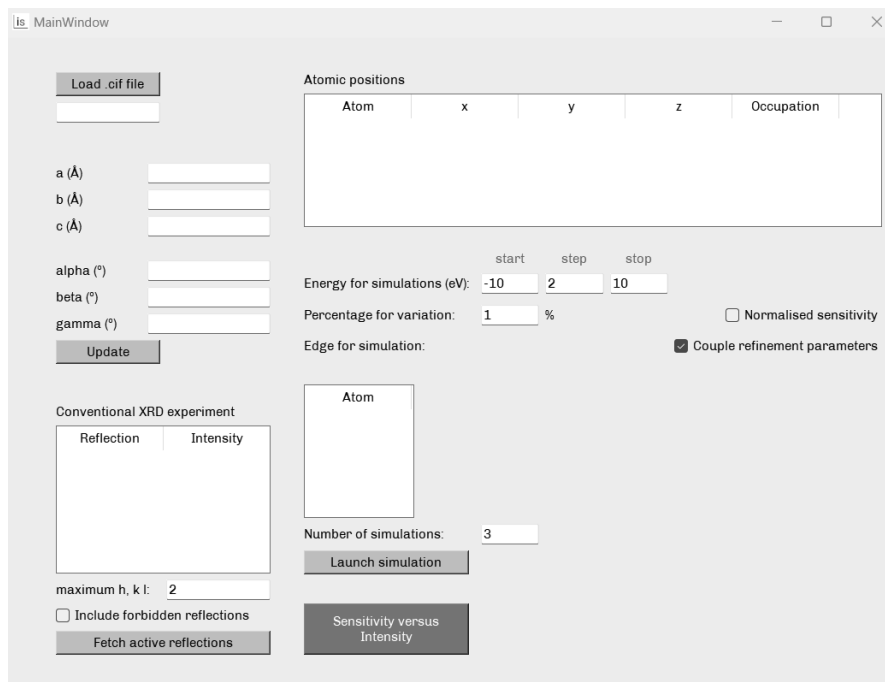 is MainWindow
Load .cif file
a (Å)
b (Å)
c (Å)
alpha (º)
beta (º)
gamma (º)
Update
Conventional XRD experiment
Reflection Intensity
maximum h, k l: 2
Include forbidden reflections
Fetch active reflections
Atomic positions
Atom x y z Occupation
start step stop
Energy for simulations (eV): -10 2 10
Percentage for variation: 1 % Normalised sensitivity
Edge for simulation: Couple refinement parameters
Atom
Number of simulations: 3
Launch simulation
Sensitivity versus
Intensity